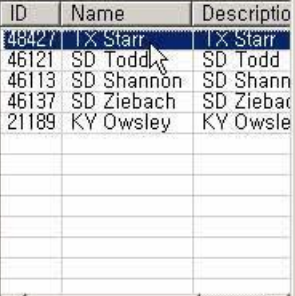 ID Name Descriptio
48427 TX Starr TX Starr
46121 SD Todd SD Todd
46113 SD Shannon SD Shann
46137 SD Ziebach SD Ziebac
21189 KY Owsley KY Owsle